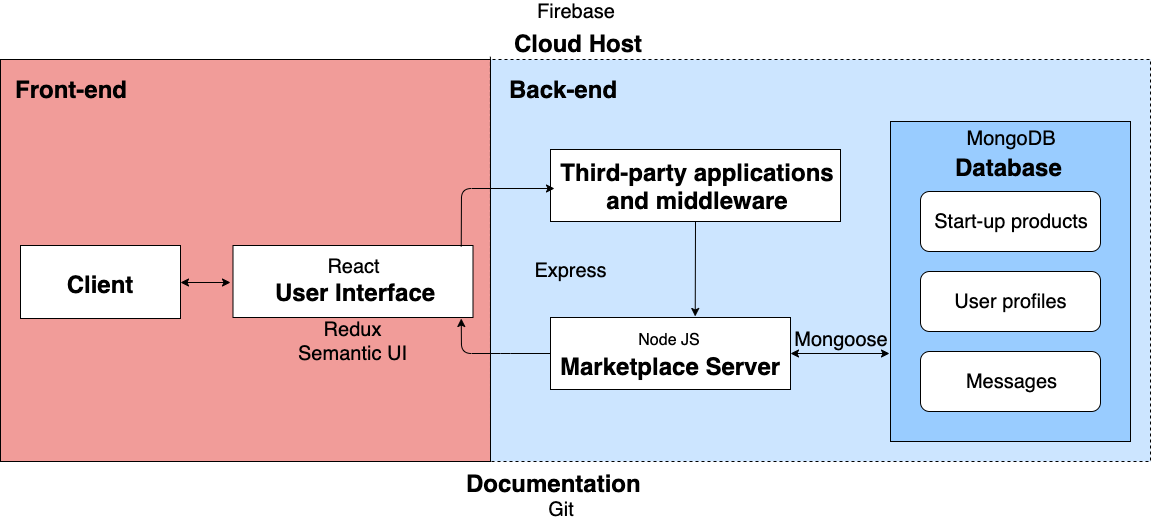 Firebase
Cloud Host
Front-end
Back-end
MongoDB
Database
Third-party applications
and middleware
Start-up products
Client
React
User Interface
Express
User profiles
Redux
Semantic UI
Node JS
Marketplace Server
Mongoose
Messages
Documentation
Git